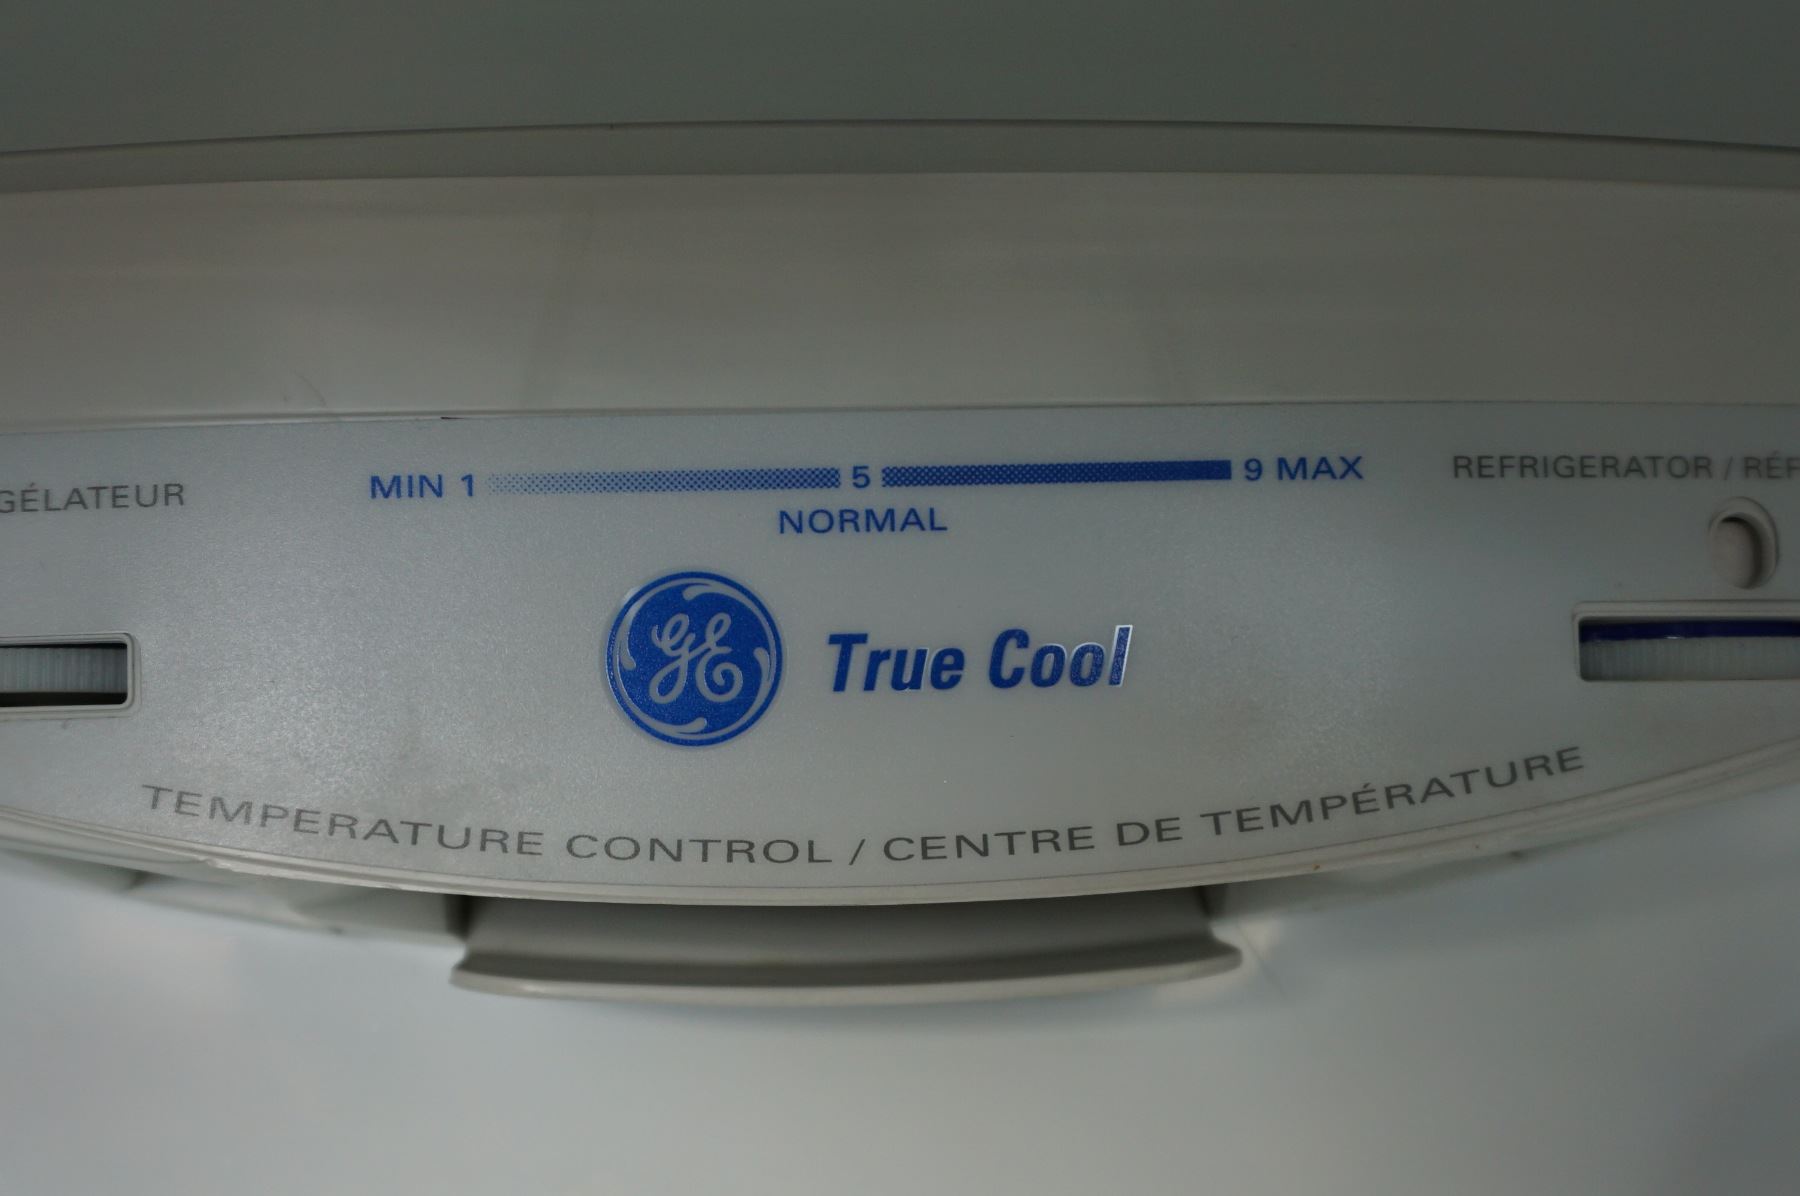 MIN 1 5 9 MAX
NORMAL
GÉLATEUR
REFRIGERATOR / RÉF
GE True Cool
TEMPERATURE CONTROL / CENTRE DE TEMPÉRATURE